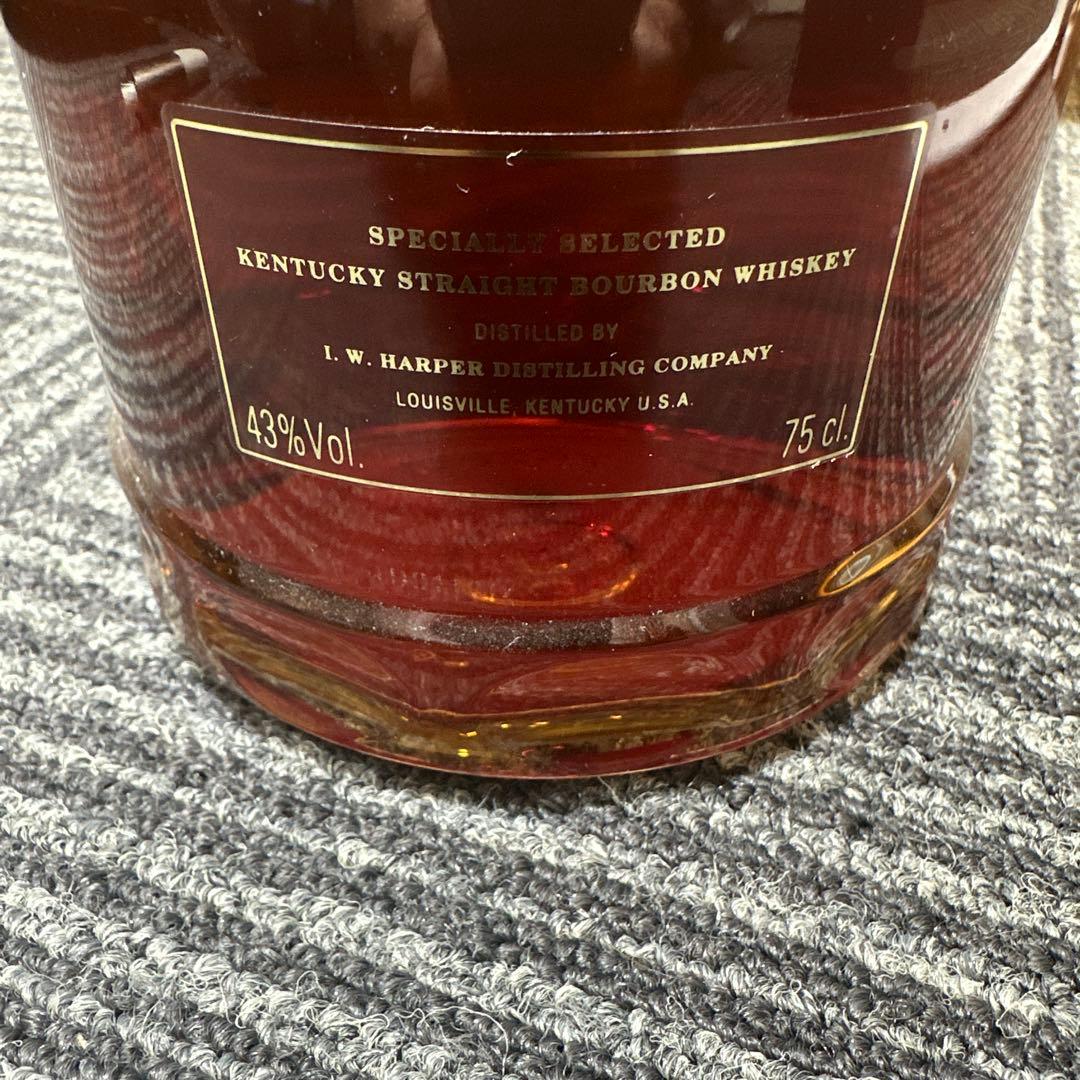 SPECIALLY SELECTED
KENTUCKY STRAIGHT BOURBON WHISKEY
DISTILLED BY
I. W. HARPER DISTILLING COMPANY
LOUISVILLE, KENTUCKY U.S.A.
43%Vol. 75 cl.